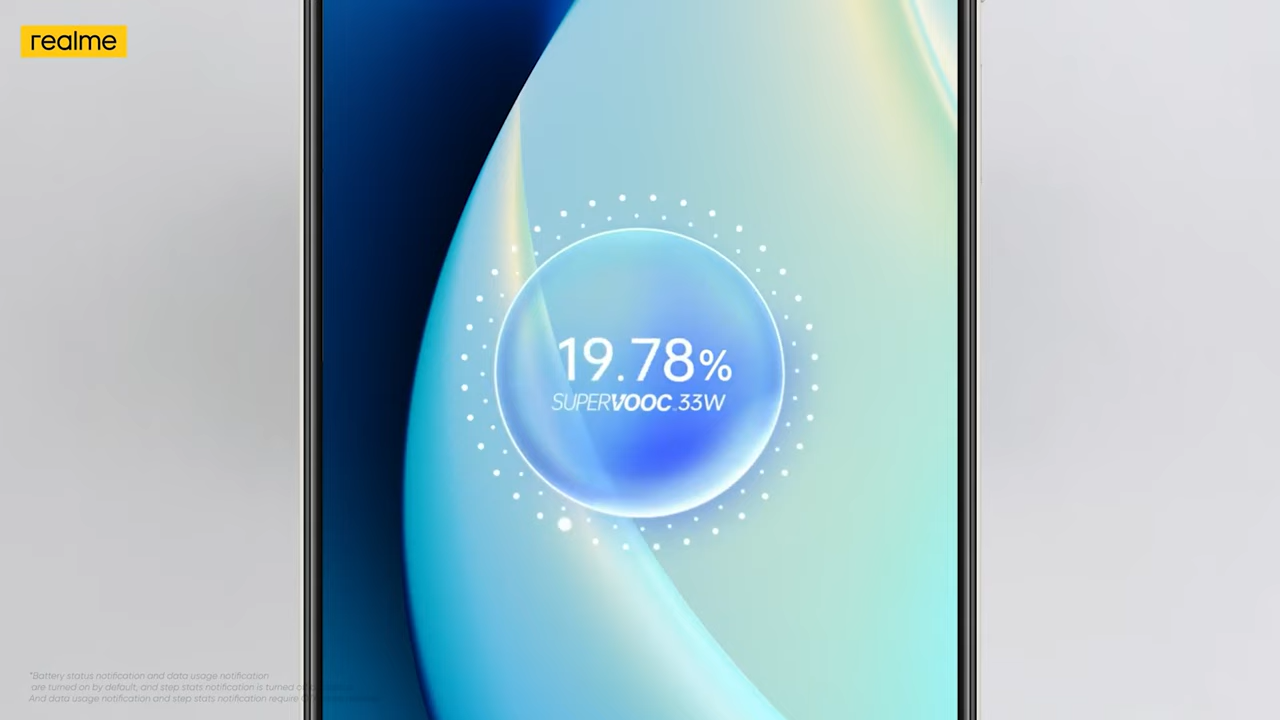 realme
19.78%
SUPERVOOC 33W
*Battery status notification and data usage notification
are turned on by default, and step stats notification is turned
And data usage notification and step stats notification require